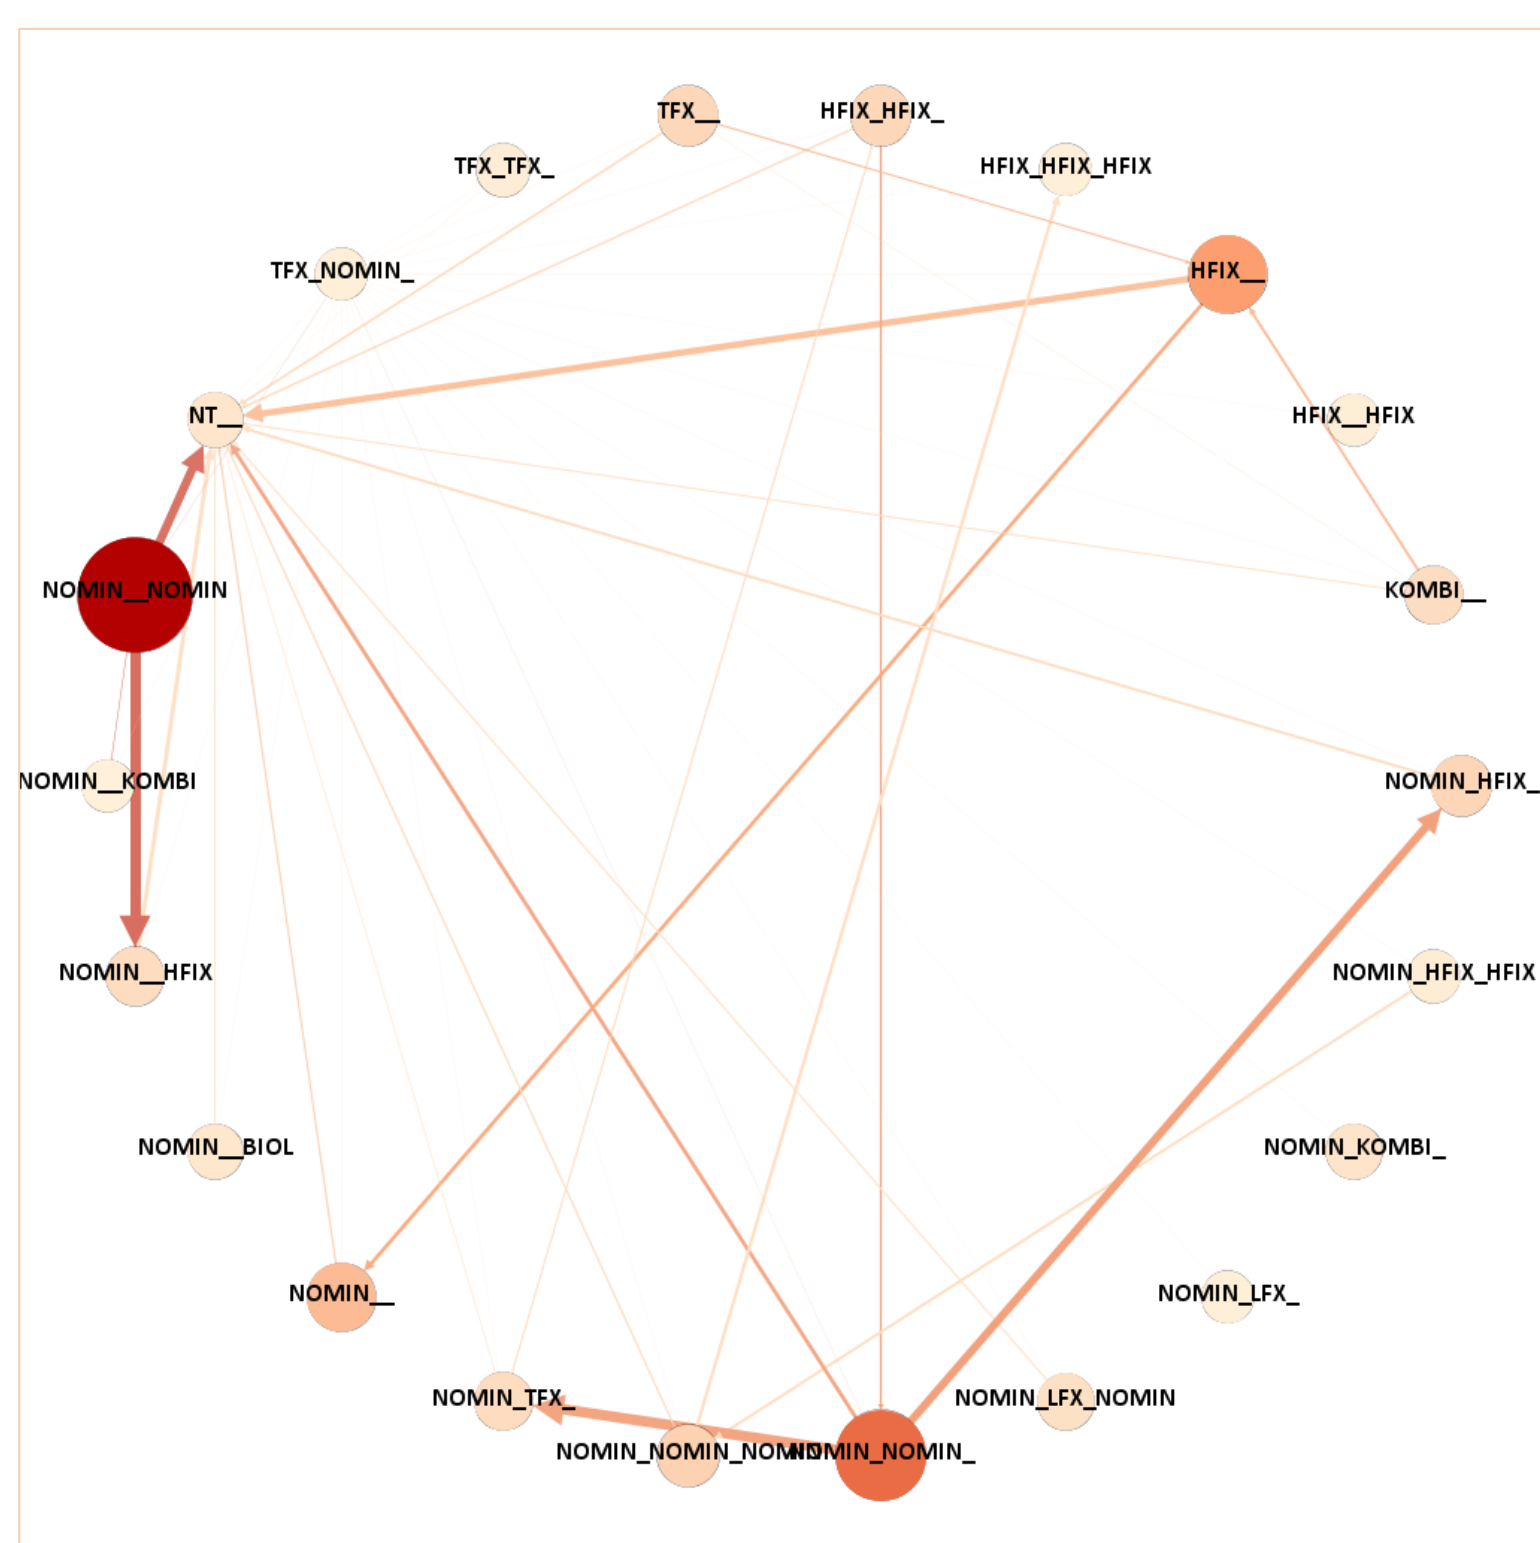 TFX__
HFIX_HFIX_
TFX_TFX_
HFIX_HFIX_HFIX
TFX_NOMIN_
HFIX__
NT__
HFIX__HFIX
NOMIN__NOMIN
KOMBI__
NOMIN__KOMBI
NOMIN_HFIX_
NOMIN__HFIX
NOMIN_HFIX_HFIX
NOMIN__BIOL
NOMIN_KOMBI_
NOMIN__
NOMIN_LFX_
NOMIN_TFX_
NOMIN_LFX_NOMIN
NOMIN_NOMIN_NOMIN
NOMIN_NOMIN_